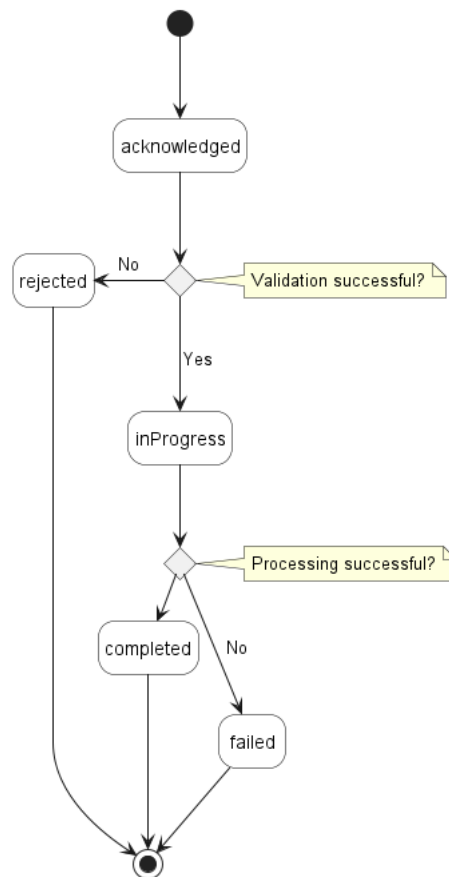 acknowledged
rejected
No
Validation successful?
Yes
inProgress
Processing successful?
completed
No
failed